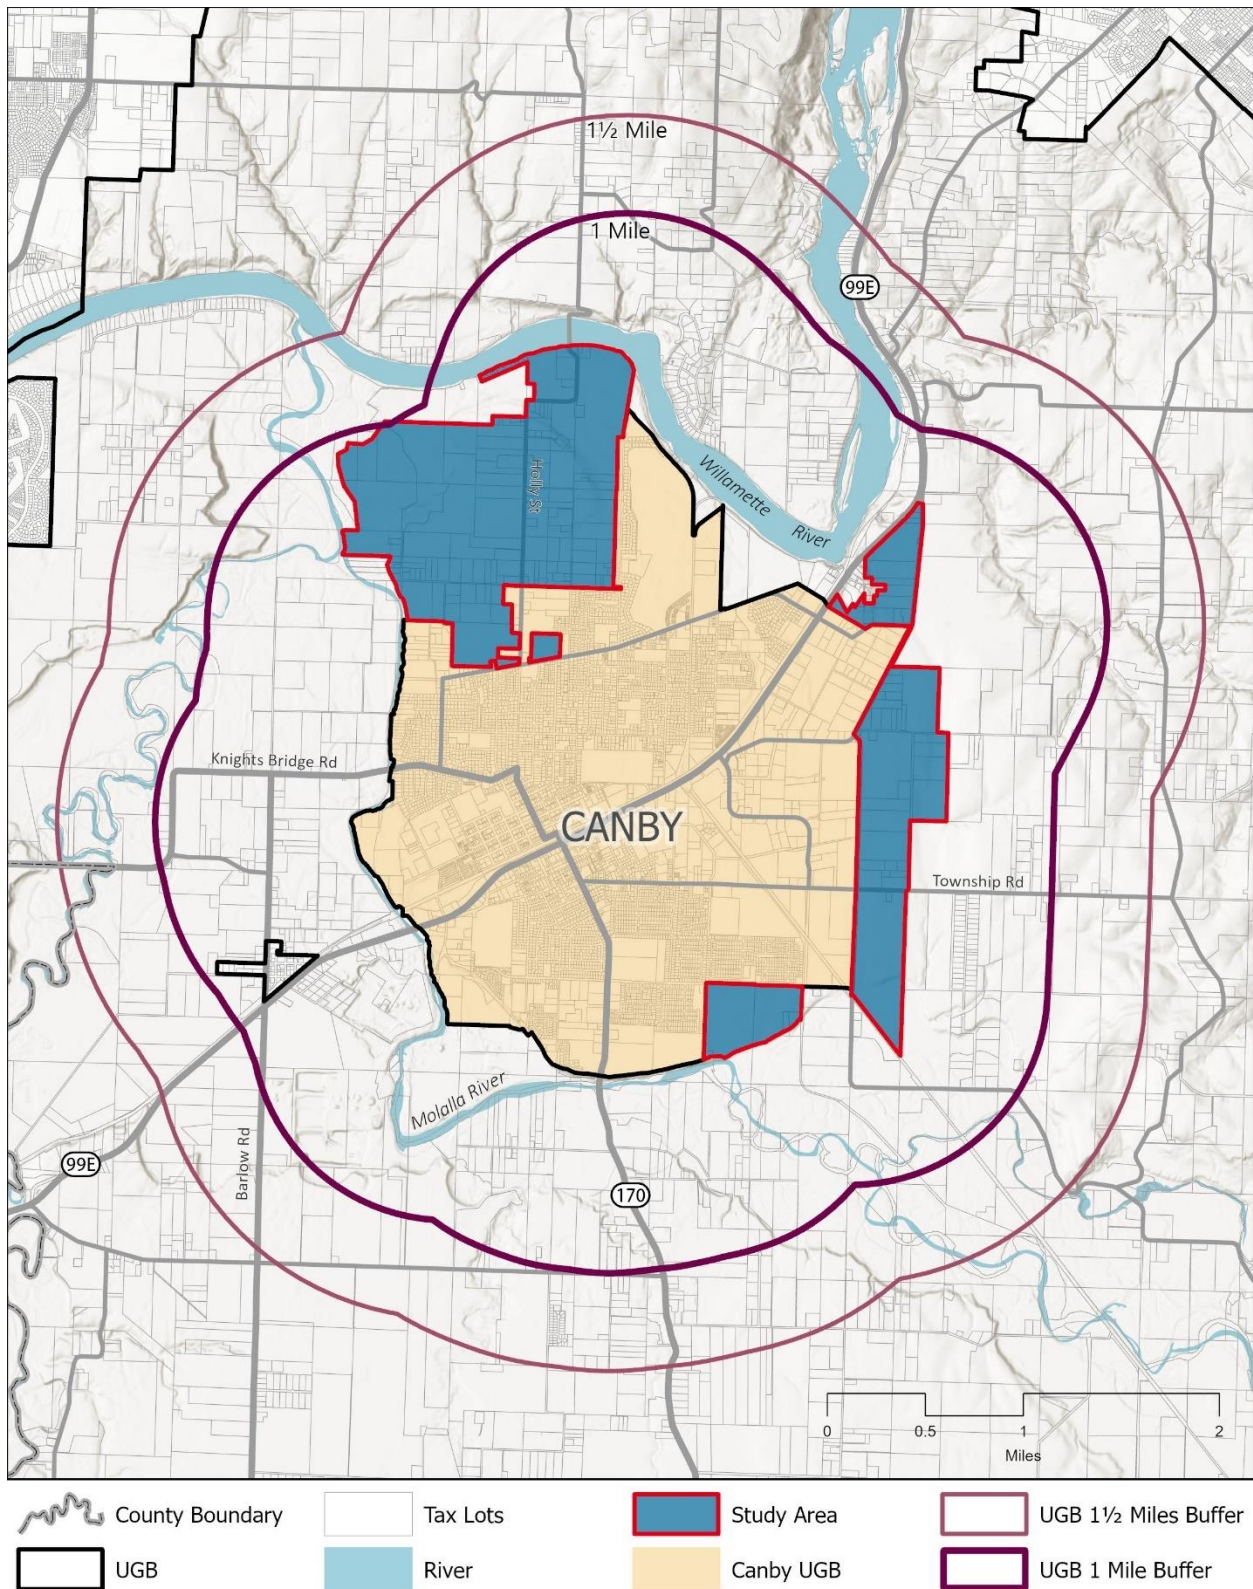 1½ Mile
1 Mile
99E
Holly St
Willamette
River
Knights Bridge Rd
CANBY
Township Rd
Molalla River
99E
Barlow Rd
170
0 0.5 1 2
Miles
County Boundary
Tax Lots
Study Area
UGB 1½ Miles Buffer
UGB
River
Canby UGB
UGB 1 Mile Buffer